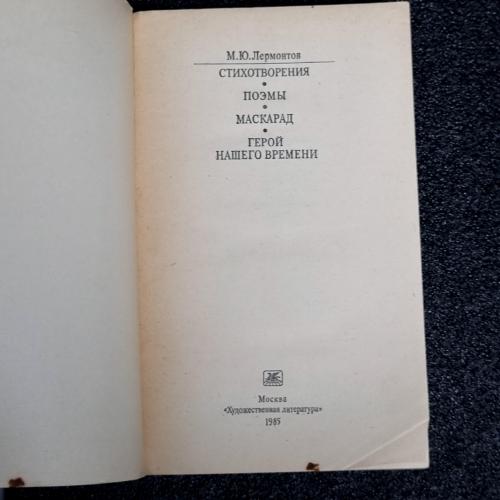 М.Ю.Лермонтов
СТИХОТВОРЕНИЯ
•
ПОЭМЫ
•
МАСКАРАД
•
ГЕРОЙ
НАШЕГО ВРЕМЕНИ
Москва
«Художественная литература»
1985